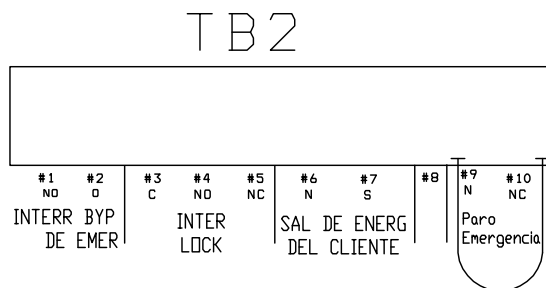 TB2
#1 #2 #3 #4 #5 #6 #7 #8 #9 #10
NO O C NO NC N S N NC
INTERR BYP
DE EMER
INTER
LOCK
SAL DE ENERG
DEL CLIENTE
Paro
Emergencia